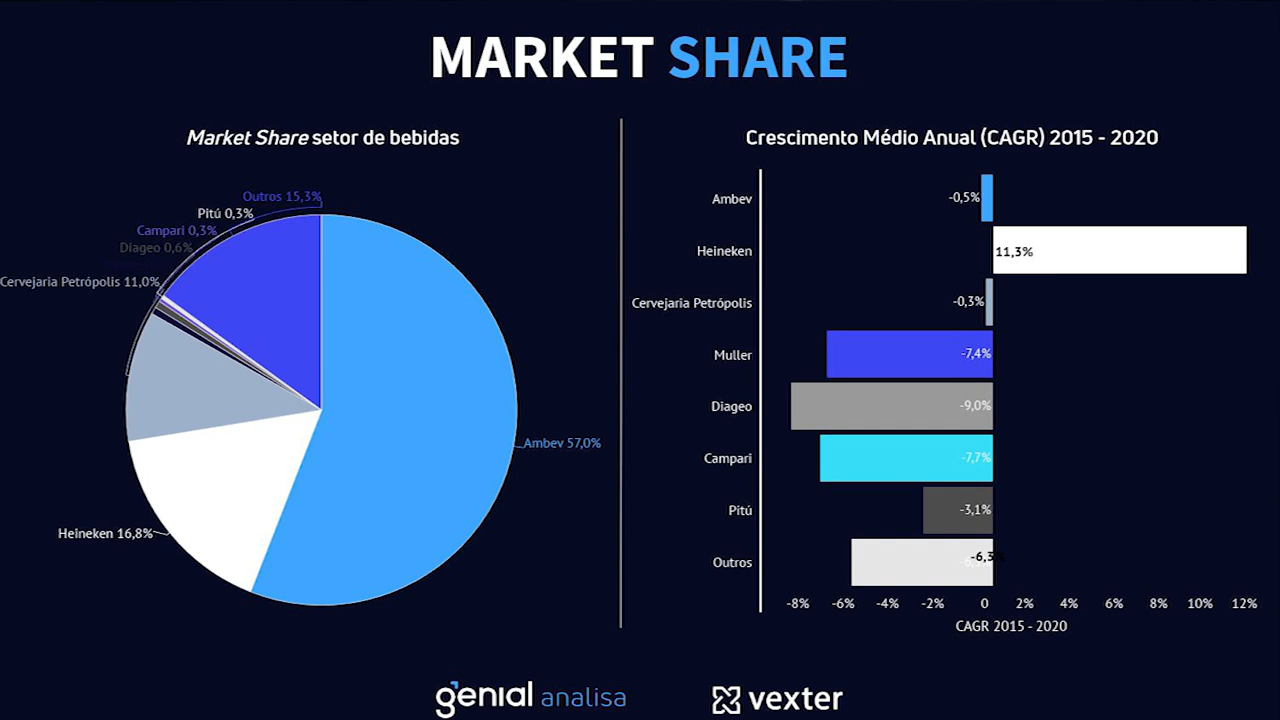 MARKET SHARE
Market Share setor de bebidas
Outros 15,3%
Pitú 0,3%
Campari 0,3%
Diageo 0,6%
Cervejaria Petrópolis 11,0%
Ambev 57,0%
Heineken 16,8%
Crescimento Médio Anual (CAGR) 2015 - 2020
Ambev -0,5%
Heineken 11,3%
Cervejaria Petrópolis -0,3%
Muller -7,4%
Diageo -9,0%
Campari -7,7%
Pitú -3,1%
Outros -6,3%
-8% -6% -4% -2% 0 2% 4% 6% 8% 10% 12%
CAGR 2015 - 2020
genial analisa
vexter